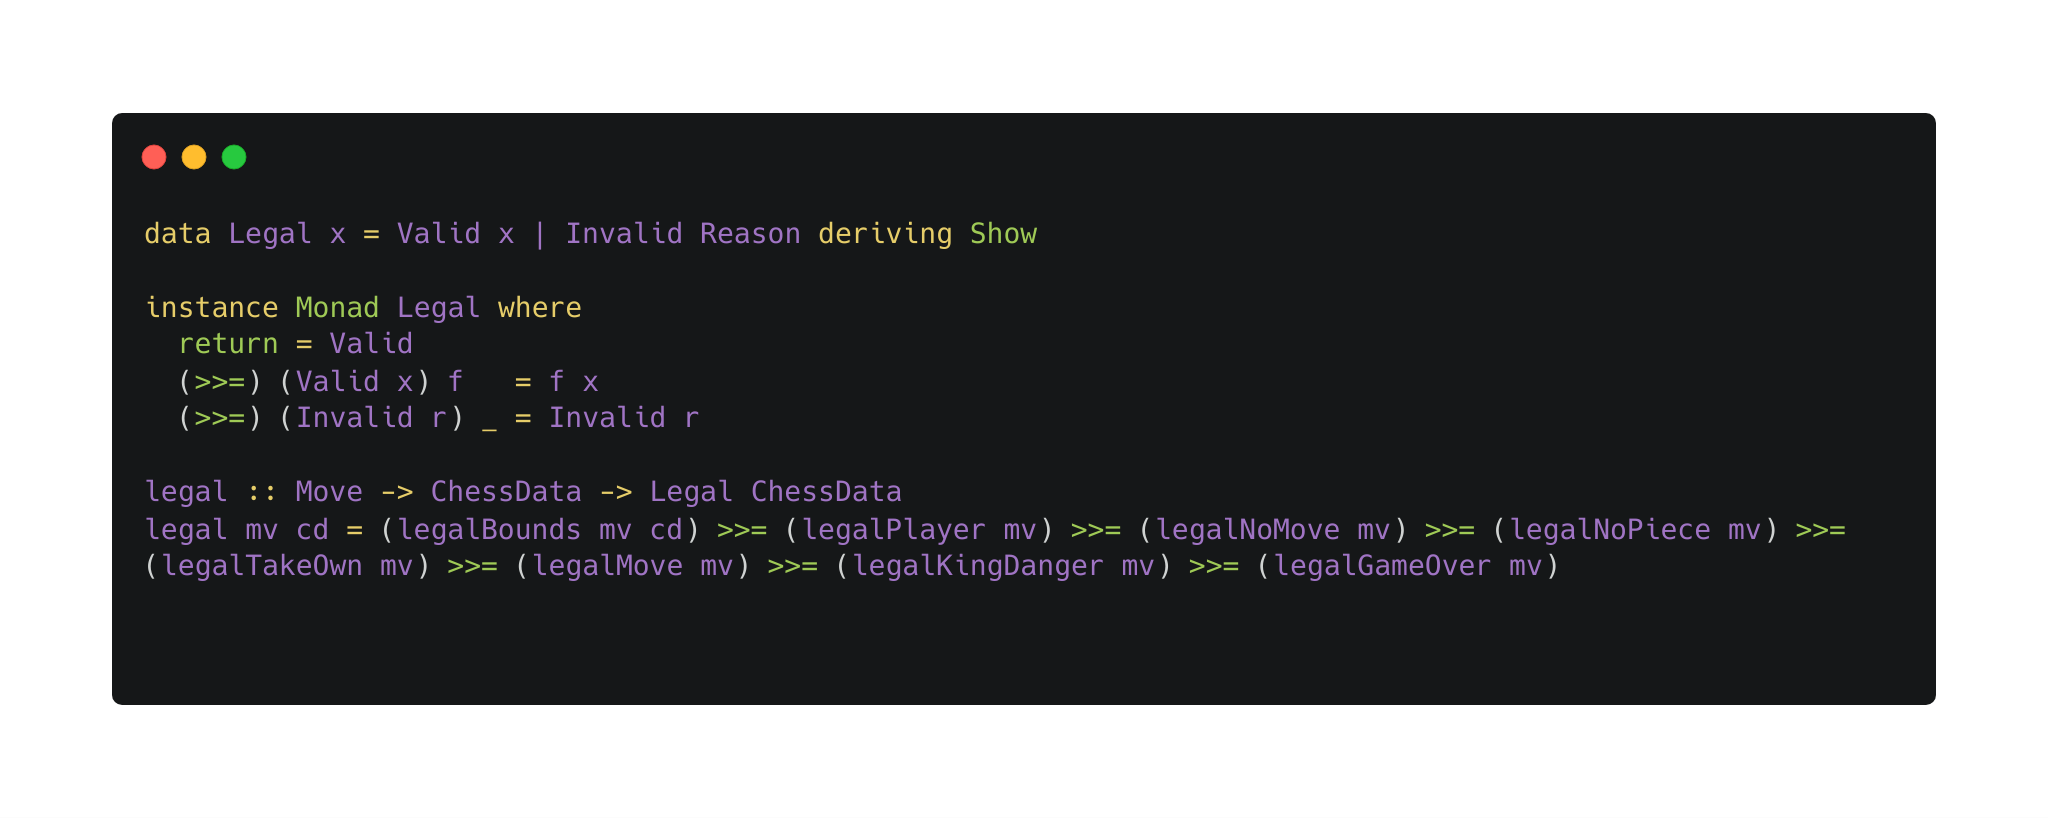 data Legal x = Valid x | Invalid Reason deriving Show
instance Monad Legal where
  return = Valid
  (>>=) (Valid x) f   = f x
  (>>=) (Invalid r) _ = Invalid r
legal :: Move -> ChessData -> Legal ChessData
legal mv cd = (legalBounds mv cd) >>= (legalPlayer mv) >>= (legalNoMove mv) >>= (legalNoPiece mv) >>=
(legalTakeOwn mv) >>= (legalMove mv) >>= (legalKingDanger mv) >>= (legalGameOver mv)